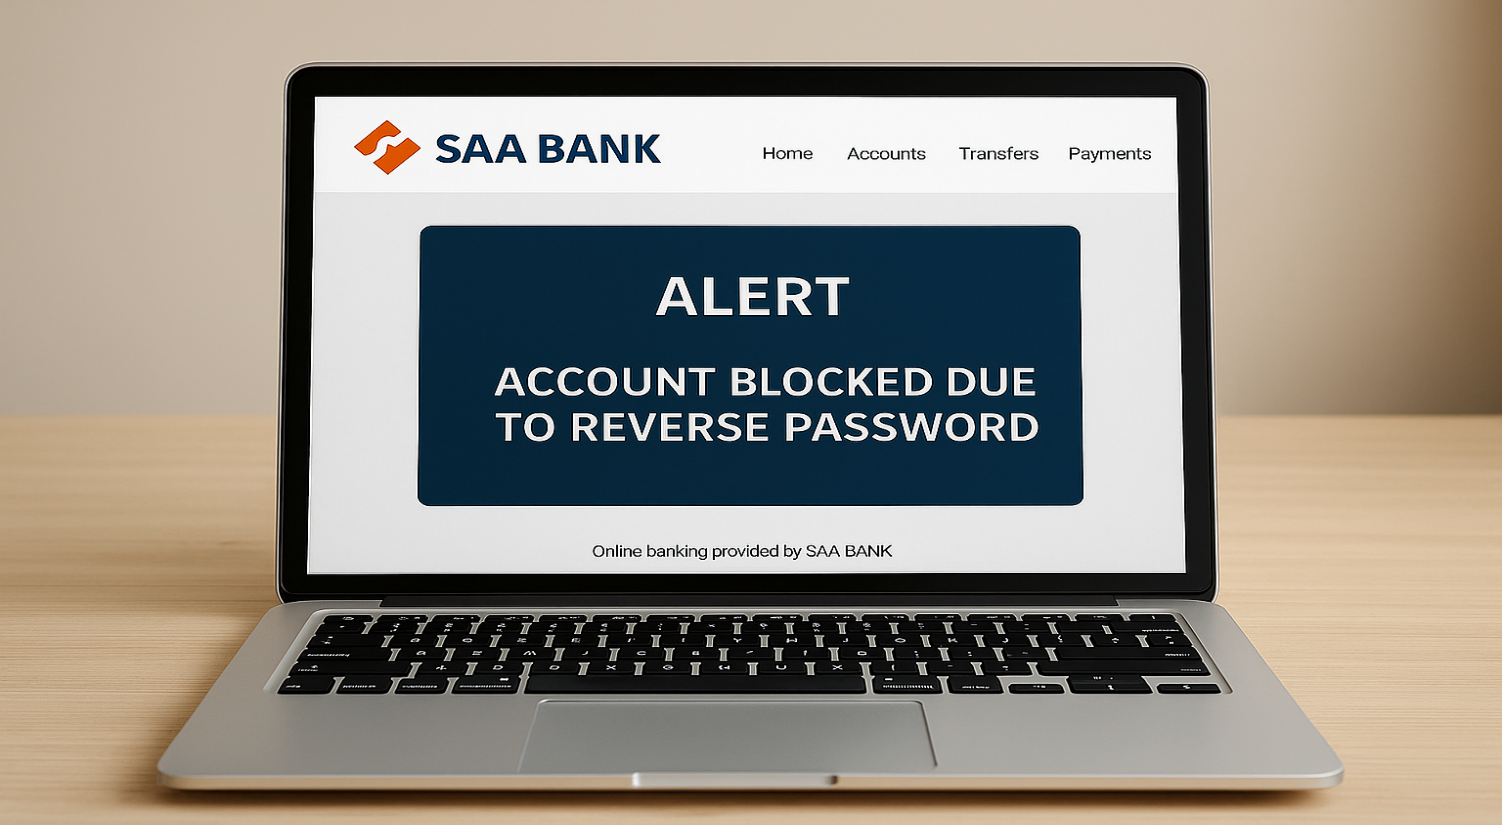 SAA BANK
Home Accounts Transfers Payments
ALERT
ACCOUNT BLOCKED DUE
TO REVERSE PASSWORD
Online banking provided by SAA BANK